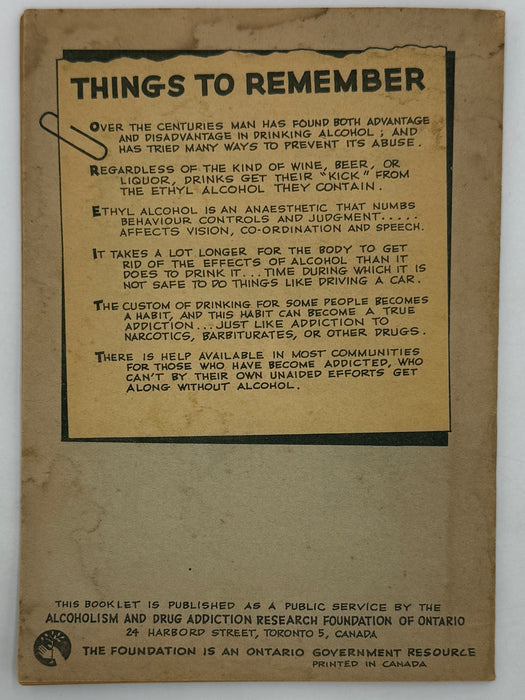 THINGS TO REMEMBER
OVER THE CENTURIES MAN HAS FOUND BOTH ADVANTAGE
AND DISADVANTAGE IN DRINKING ALCOHOL ; AND
HAS TRIED MANY WAYS TO PREVENT ITS ABUSE.
REGARDLESS OF THE KIND OF WINE, BEER, OR
LIQUOR, DRINKS GET THEIR "KICK" FROM
THE ETHYL ALCOHOL THEY CONTAIN.
ETHYL ALCOHOL IS AN ANAESTHETIC THAT NUMBS
BEHAVIOUR CONTROLS AND JUDGMENT.....
AFFECTS VISION, CO-ORDINATION AND SPEECH.
IT TAKES A LOT LONGER FOR THE BODY TO GET
RID OF THE EFFECTS OF ALCOHOL THAN IT
DOES TO DRINK IT... TIME DURING WHICH IT IS
NOT SAFE TO DO THINGS LIKE DRIVING A CAR.
THE CUSTOM OF DRINKING FOR SOME PEOPLE BECOMES
A HABIT, AND THIS HABIT CAN BECOME A TRUE
ADDICTION...JUST LIKE ADDICTION TO
NARCOTICS, BARBITURATES, OR OTHER DRUGS.
THERE IS HELP AVAILABLE IN MOST COMMUNITIES
FOR THOSE WHO HAVE BECOME ADDICTED, WHO
CAN'T BY THEIR OWN UNAIDED EFFORTS GET
ALONG WITHOUT ALCOHOL.
THIS BOOKLET IS PUBLISHED AS A PUBLIC SERVICE BY THE
ALCOHOLISM AND DRUG ADDICTION RESEARCH FOUNDATION OF ONTARIO
24 HARBORD STREET, TORONTO 5, CANADA
THE FOUNDATION IS AN ONTARIO GOVERNMENT RESOURCE
PRINTED IN CANADA